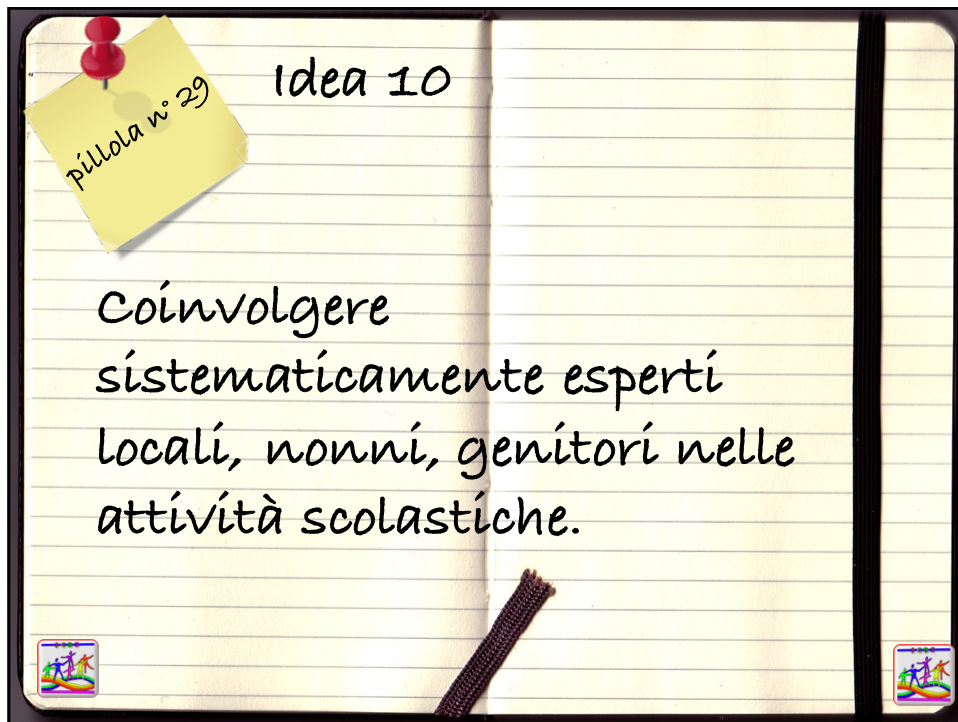 Idea 10
pillola n° 29
Coinvolgere
sistematicamente esperti
locali, nonni, genitori nelle
attività scolastiche.